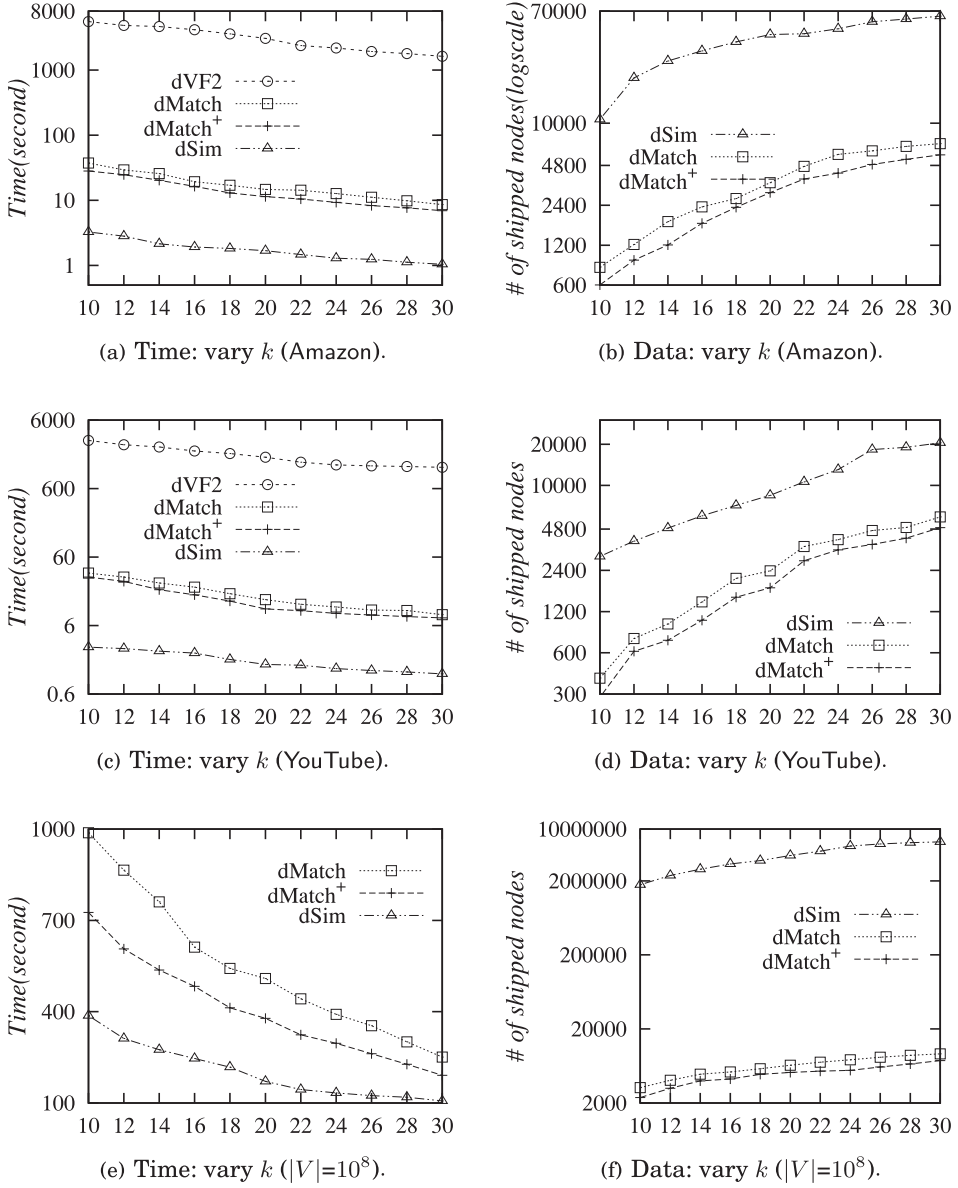 8000
1000
100
10
1
Time(second)
dVF2
dMatch
dMatch+
dSim
10 12 14 16 18 20 22 24 26 28 30
(a) Time: vary k (Amazon).
70000
10000
4800
2400
1200
600
# of shipped nodes(logscale)
dSim
dMatch
dMatch+
10 12 14 16 18 20 22 24 26 28 30
(b) Data: vary k (Amazon).
6000
600
60
6
0.6
Time(second)
dVF2
dMatch
dMatch+
dSim
10 12 14 16 18 20 22 24 26 28 30
(c) Time: vary k (YouTube).
20000
10000
4800
2400
1200
600
300
# of shipped nodes
dSim
dMatch
dMatch+
10 12 14 16 18 20 22 24 26 28 30
(d) Data: vary k (YouTube).
1000
700
400
100
Time(second)
dMatch
dMatch+
dSim
10 12 14 16 18 20 22 24 26 28 30
(e) Time: vary k (|V|=10⁸).
10000000
2000000
200000
20000
2000
# of shipped nodes
dSim
dMatch
dMatch+
10 12 14 16 18 20 22 24 26 28 30
(f) Data: vary k (|V|=10⁸).